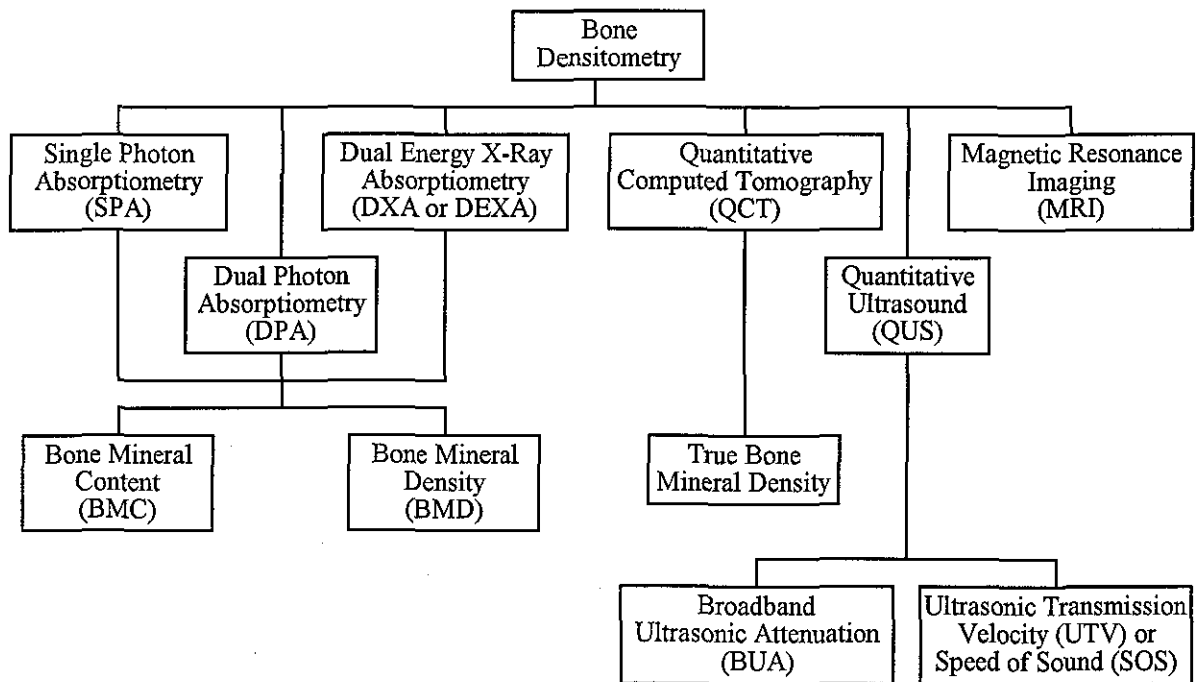 Bone
Densitometry
Single Photon
Absorptiometry
(SPA)
Dual Energy X-Ray
Absorptiometry
(DXA or DEXA)
Quantitative
Computed Tomography
(QCT)
Magnetic Resonance
Imaging
(MRI)
Dual Photon
Absorptiometry
(DPA)
Quantitative
Ultrasound
(QUS)
Bone Mineral
Content
(BMC)
Bone Mineral
Density
(BMD)
True Bone
Mineral Density
Broadband
Ultrasonic Attenuation
(BUA)
Ultrasonic Transmission
Velocity (UTV) or
Speed of Sound (SOS)